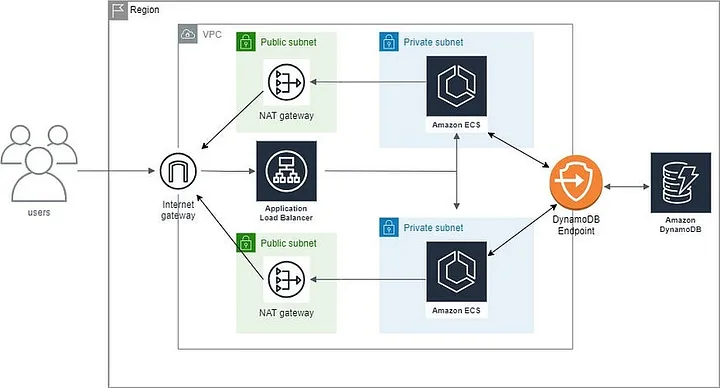 Region
VPC
Public subnet
Private subnet
NAT gateway
Amazon ECS
users
Internet
gateway
Application
Load Balancer
DynamoDB
Endpoint
Amazon
DynamoDB
Public subnet
Private subnet
NAT gateway
Amazon ECS